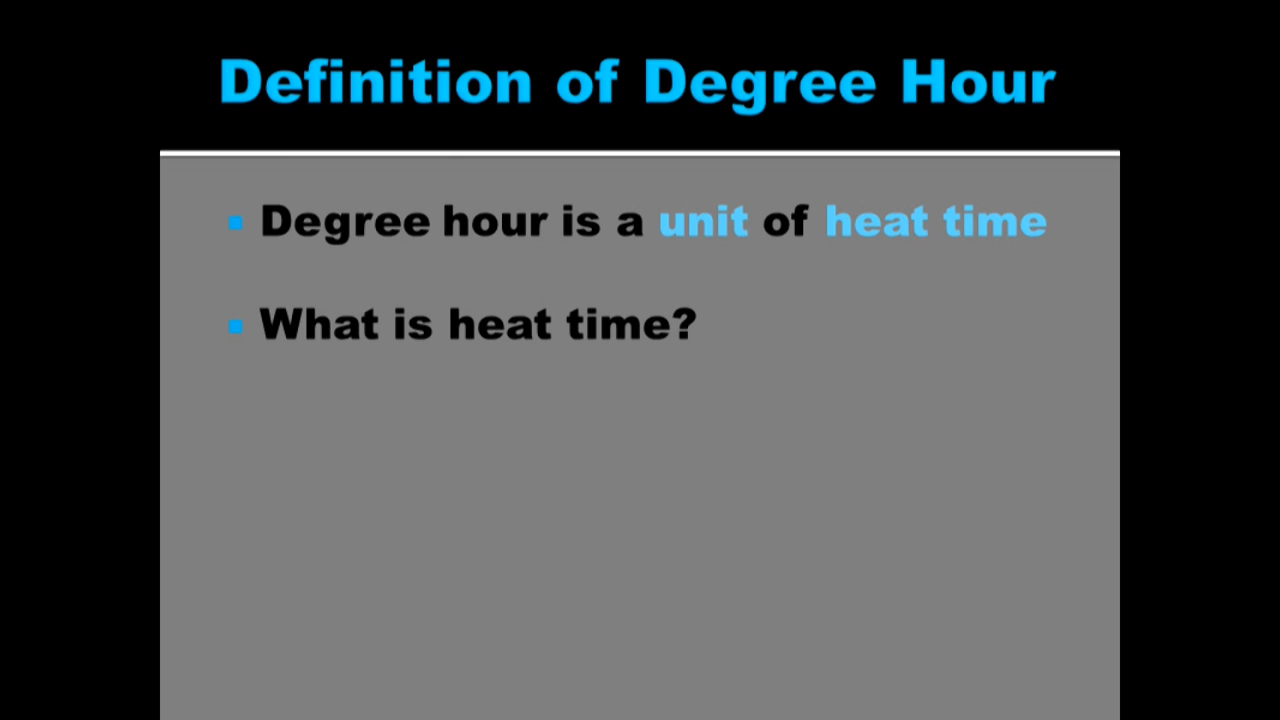 Definition of Degree Hour
Degree hour is a unit of heat time
What is heat time?